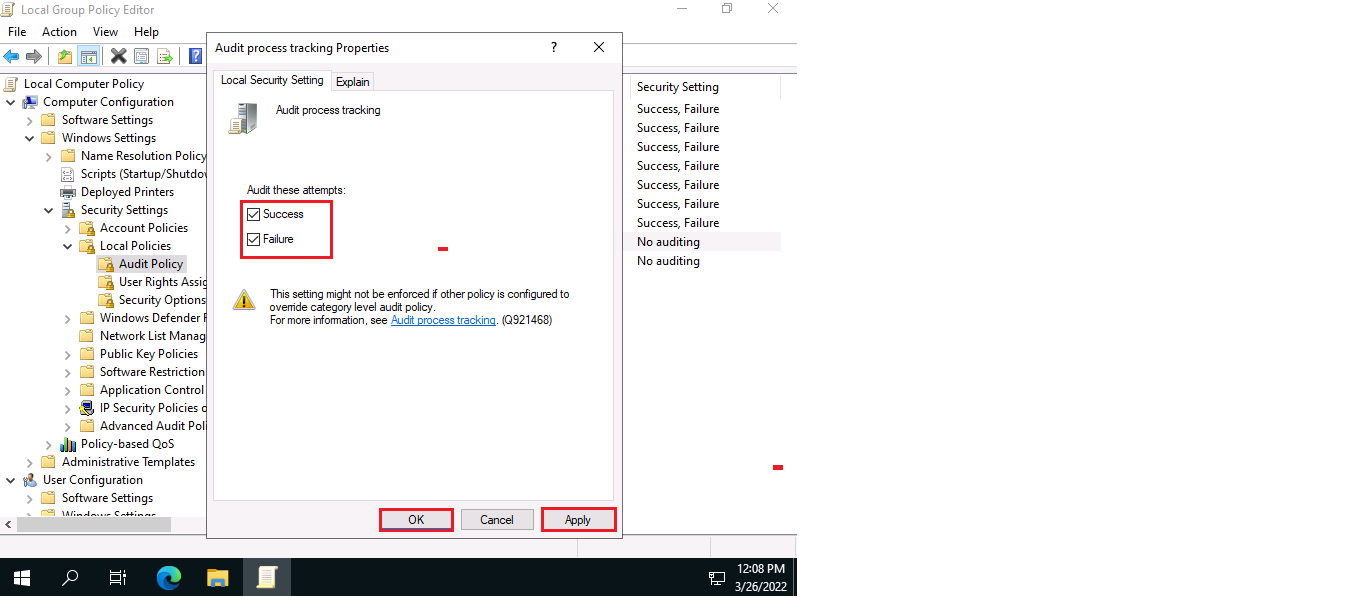 Local Group Policy Editor
File Action View Help
Local Computer Policy
Computer Configuration
Software Settings
Windows Settings
Name Resolution Policy
Scripts (Startup/Shutdov
Deployed Printers
Security Settings
Account Policies
Local Policies
Audit Policy
User Rights Assig
Security Options
Windows Defender F
Network List Manag
Public Key Policies
Software Restriction
Application Control
IP Security Policies o
Advanced Audit Poli
Policy-based QoS
Administrative Templates
User Configuration
Software Settings
Windows Settings
Audit process tracking Properties
?
Local Security Setting Explain
Audit process tracking
Audit these attempts:
Success
Failure
This setting might not be enforced if other policy is configured to
override category level audit policy.
For more information, see Audit process tracking. (Q921468)
OK Cancel Apply
Security Setting
Success, Failure
Success, Failure
Success, Failure
Success, Failure
Success, Failure
Success, Failure
Success, Failure
No auditing
No auditing
12:08 PM
3/26/2022